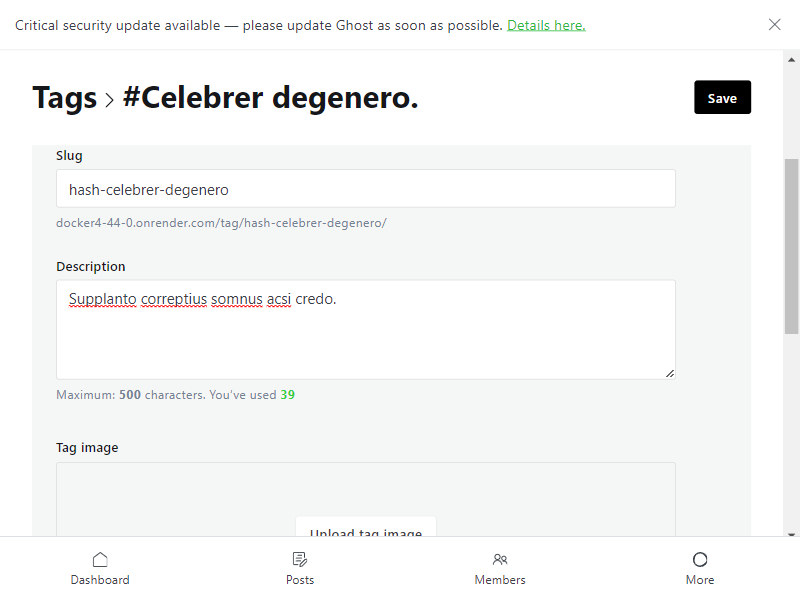 Critical security update available — please update Ghost as soon as possible. Details here.
Tags > #Celebrer degenero.
Save
Slug
hash-celebrer-degenero
docker4-44-0.onrender.com/tag/hash-celebrer-degenero/
Description
Supplanto correptius somnus acsi credo.
Maximum: 500 characters. You've used 39
Tag image
Upload tag image
Dashboard
Posts
Members
More